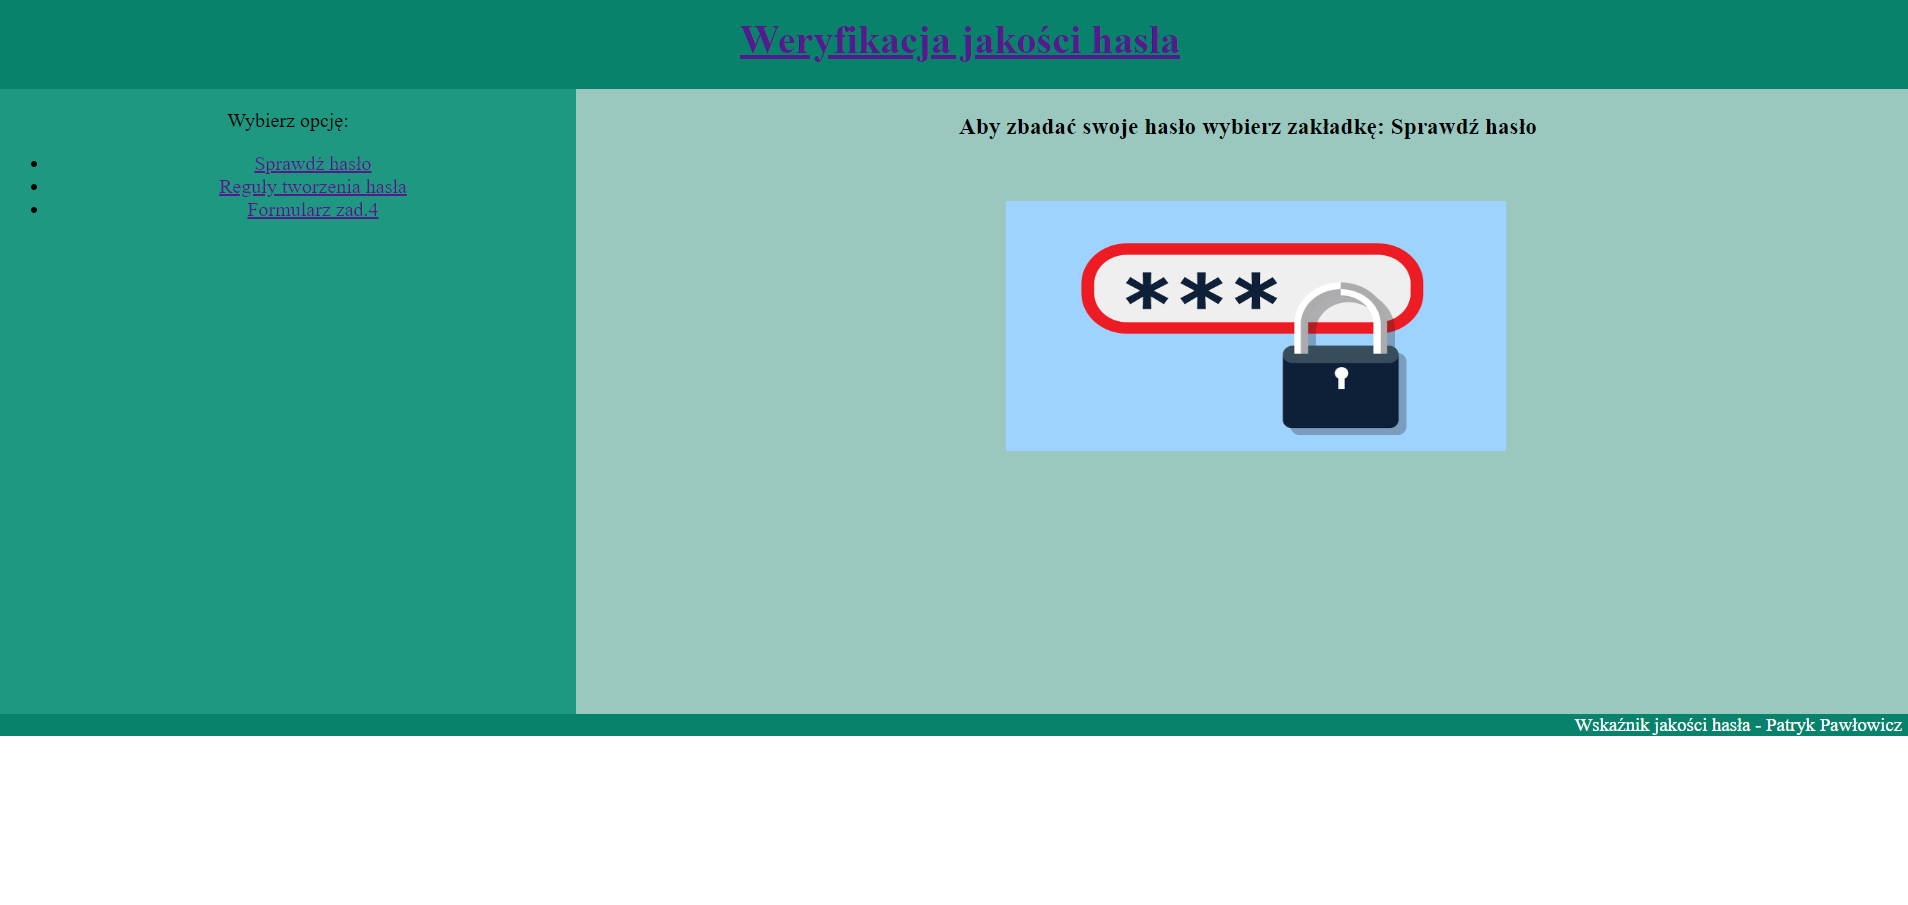 Weryfikacja jakości hasła
Wybierz opcję:
Sprawdź hasło
Reguły tworzenia hasła
Formularz zad.4
Aby zbadać swoje hasło wybierz zakładkę: Sprawdź hasło
***
Wskaźnik jakości hasła - Patryk Pawłowicz